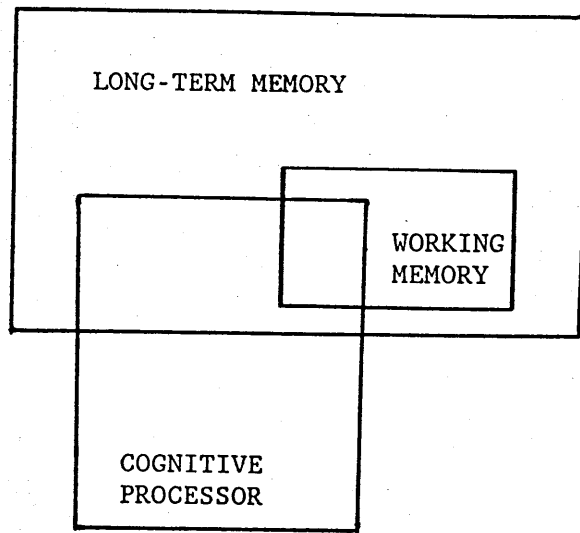 LONG-TERM MEMORY
WORKING
MEMORY
COGNITIVE
PROCESSOR